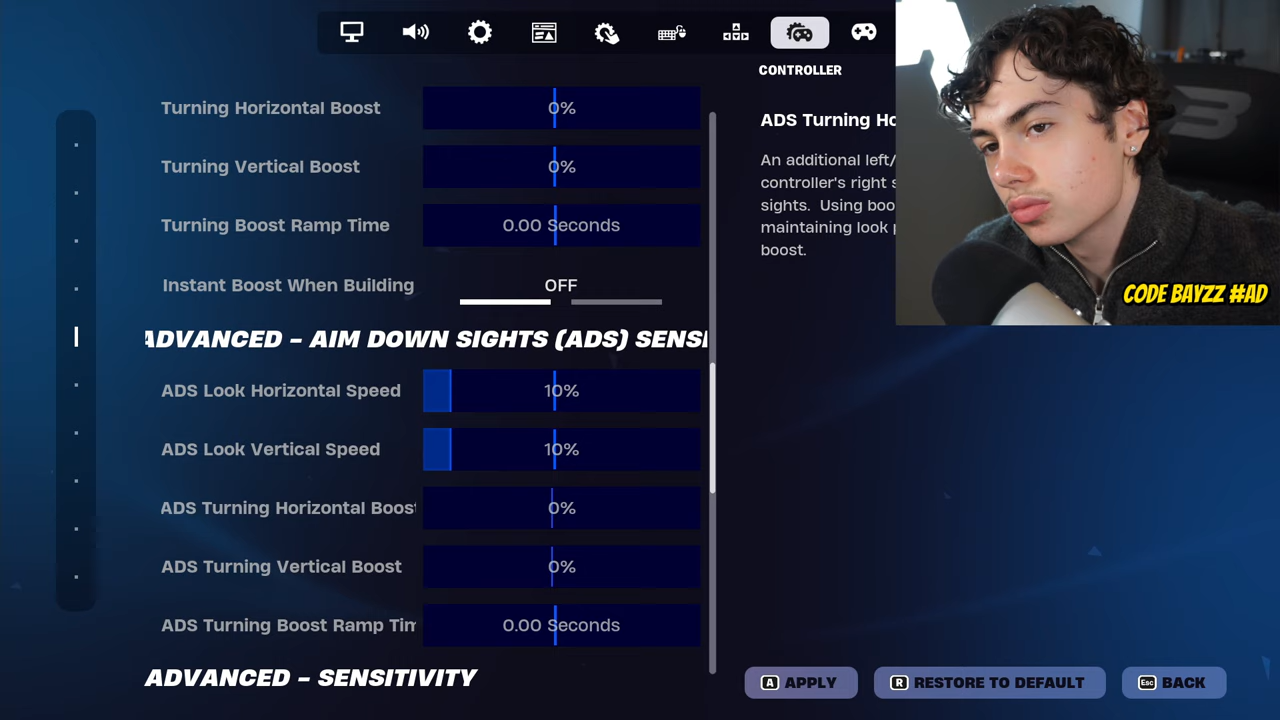 CONTROLLER
Turning Horizontal Boost 0%
Turning Vertical Boost 0%
Turning Boost Ramp Time 0.00 Seconds
Instant Boost When Building OFF
ADVANCED - AIM DOWN SIGHTS (ADS) SENSI
ADS Look Horizontal Speed 10%
ADS Look Vertical Speed 10%
ADS Turning Horizontal Boost 0%
ADS Turning Vertical Boost 0%
ADS Turning Boost Ramp Tim 0.00 Seconds
ADVANCED - SENSITIVITY
ADS Turning Ho
An additional left/
controller's right s
sights. Using boo
maintaining look p
boost.
CODE BAYZZ #AD
A APPLY
R RESTORE TO DEFAULT
Esc BACK